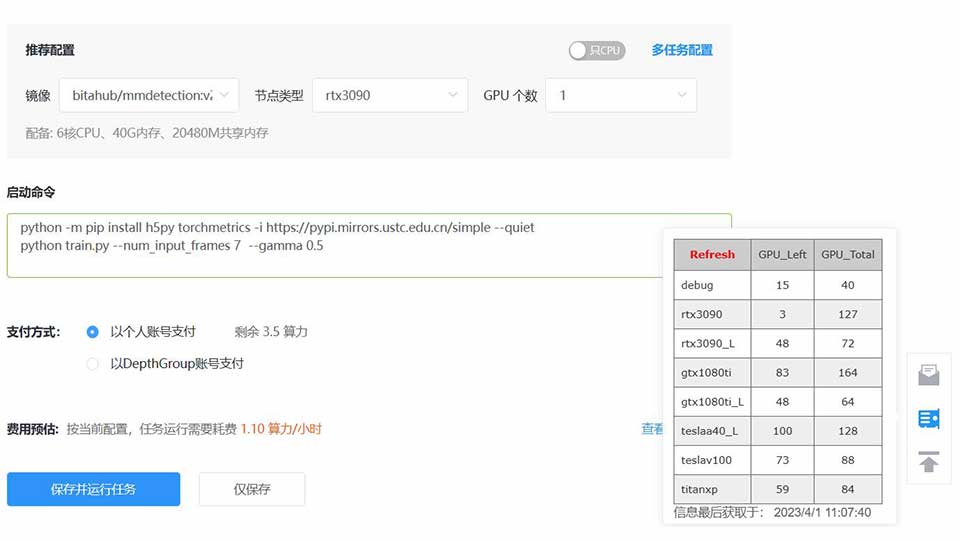 推荐配置 只CPU 多任务配置
镜像 bitahub/mmdetection:v2 节点类型 rtx3090 GPU 个数 1
配备: 6核CPU、40G内存、20480M共享内存
启动命令
python -m pip install h5py torchmetrics -i https://pypi.mirrors.ustc.edu.cn/simple --quiet
python train.py --num_input_frames 7 --gamma 0.5
支付方式: 以个人账号支付 剩余 3.5 算力
以DepthGroup账号支付
费用预估: 按当前配置，任务运行需要耗费 1.10 算力/小时 查看
保存并运行任务 仅保存
Refresh GPU_Left GPU_Total
debug 15 40
rtx3090 3 127
rtx3090_L 48 72
gtx1080ti 83 164
gtx1080ti_L 48 64
teslaa40_L 100 128
teslav100 73 88
titanxp 59 84
信息最后获取于： 2023/4/1 11:07:40